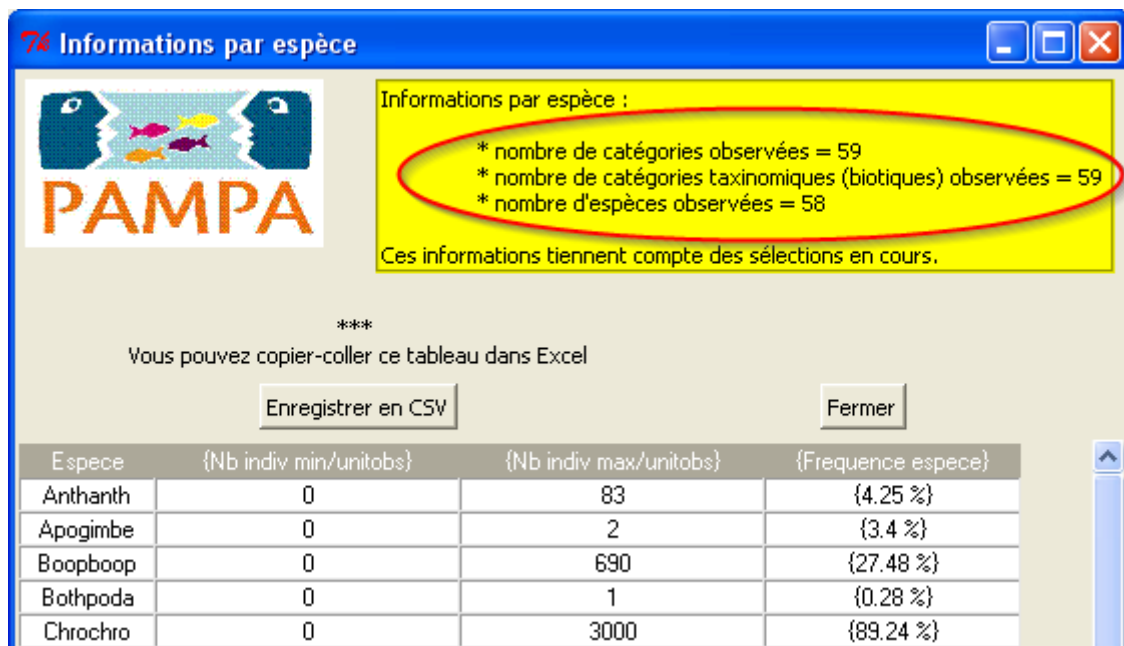 Informations par espèce
PAMPA
Informations par espèce :
* nombre de catégories observées = 59
* nombre de catégories taxinomiques (biotiques) observées = 59
* nombre d'espèces observées = 58
Ces informations tiennent compte des sélections en cours.
***
Vous pouvez copier-coller ce tableau dans Excel
Enregistrer en CSV Fermer
Espece {Nb indiv min/unitobs} {Nb indiv max/unitobs} {Frequence espece}
Anthanth 0 83 {4.25 %}
Apogimbe 0 2 {3.4 %}
Boopboop 0 690 {27.48 %}
Bothpoda 0 1 {0.28 %}
Chrochro 0 3000 {89.24 %}